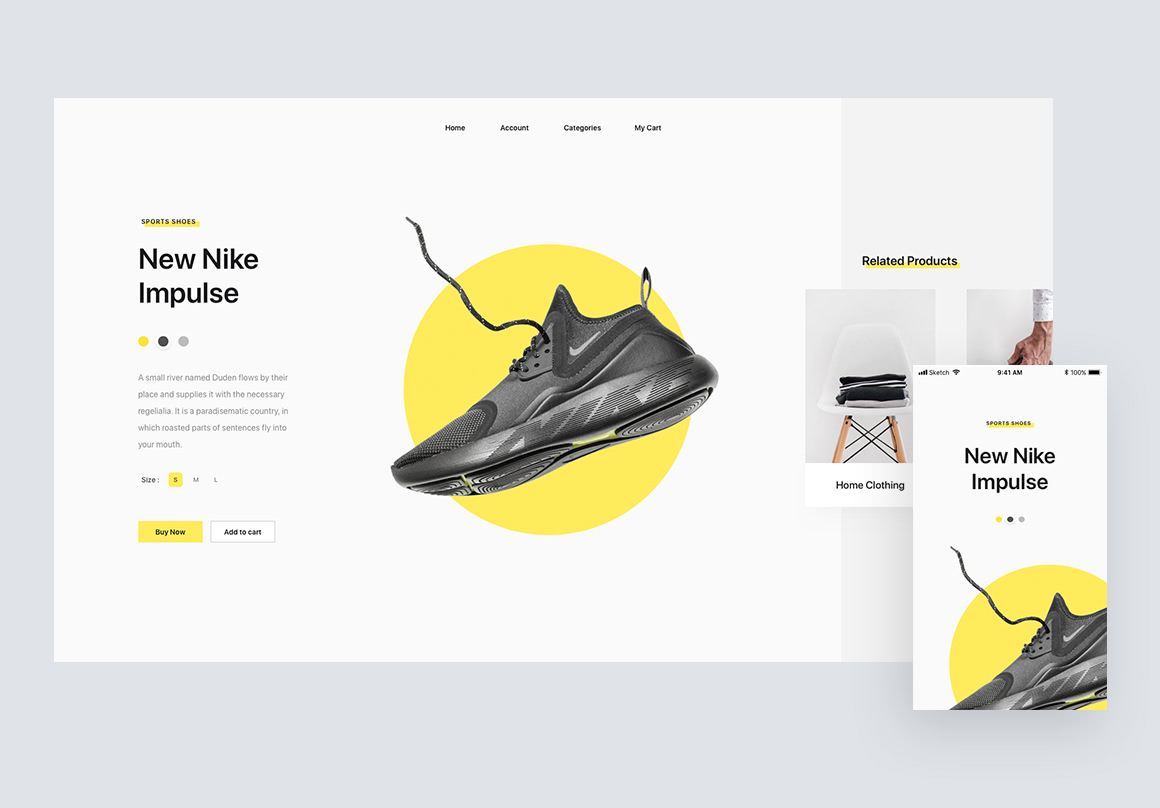 Home Account Categories My Cart
SPORTS SHOES
New Nike
Impulse
A small river named Duden flows by their
place and supplies it with the necessary
regelialia. It is a paradisematic country, in
which roasted parts of sentences fly into
your mouth.
Size : S M L
Buy Now Add to cart
Related Products
Home Clothing
Sketch 9:41 AM 100%
SPORTS SHOES
New Nike
Impulse